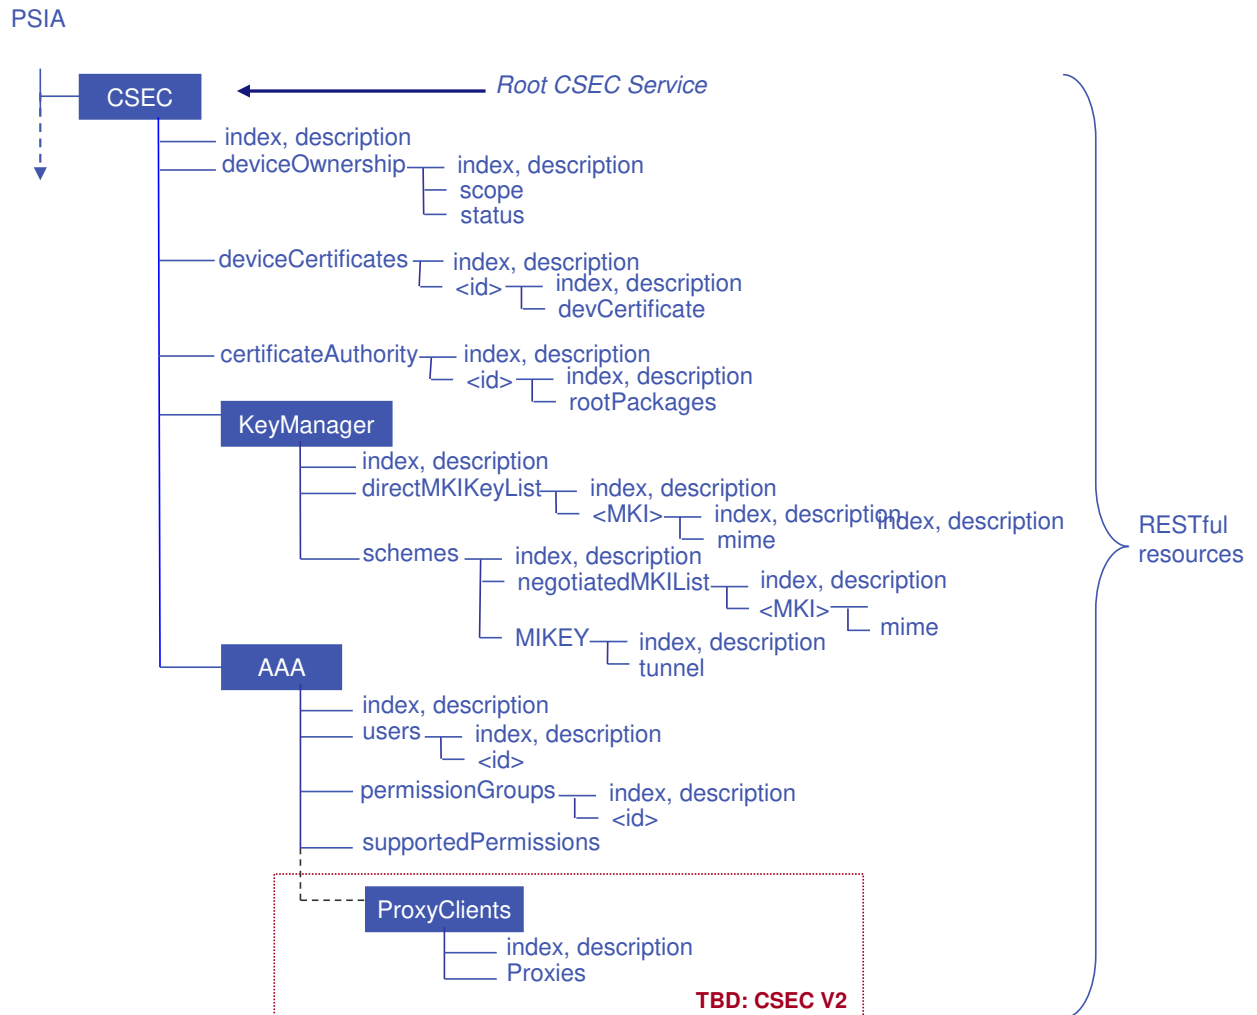 PSIA
CSEC
Root CSEC Service
index, description
deviceOwnership
index, description
scope
status
deviceCertificates
index, description
<id>
index, description
devCertificate
certificateAuthority
index, description
<id>
index, description
rootPackages
KeyManager
index, description
directMKIKeyList
index, description
<MKI>
index, description
index, description
mime
schemes
index, description
negotiatedMKIList
index, description
<MKI>
mime
MIKEY
index, description
tunnel
AAA
index, description
users
index, description
<id>
permissionGroups
index, description
<id>
supportedPermissions
ProxyClients
index, description
Proxies
TBD: CSEC V2
RESTful
resources